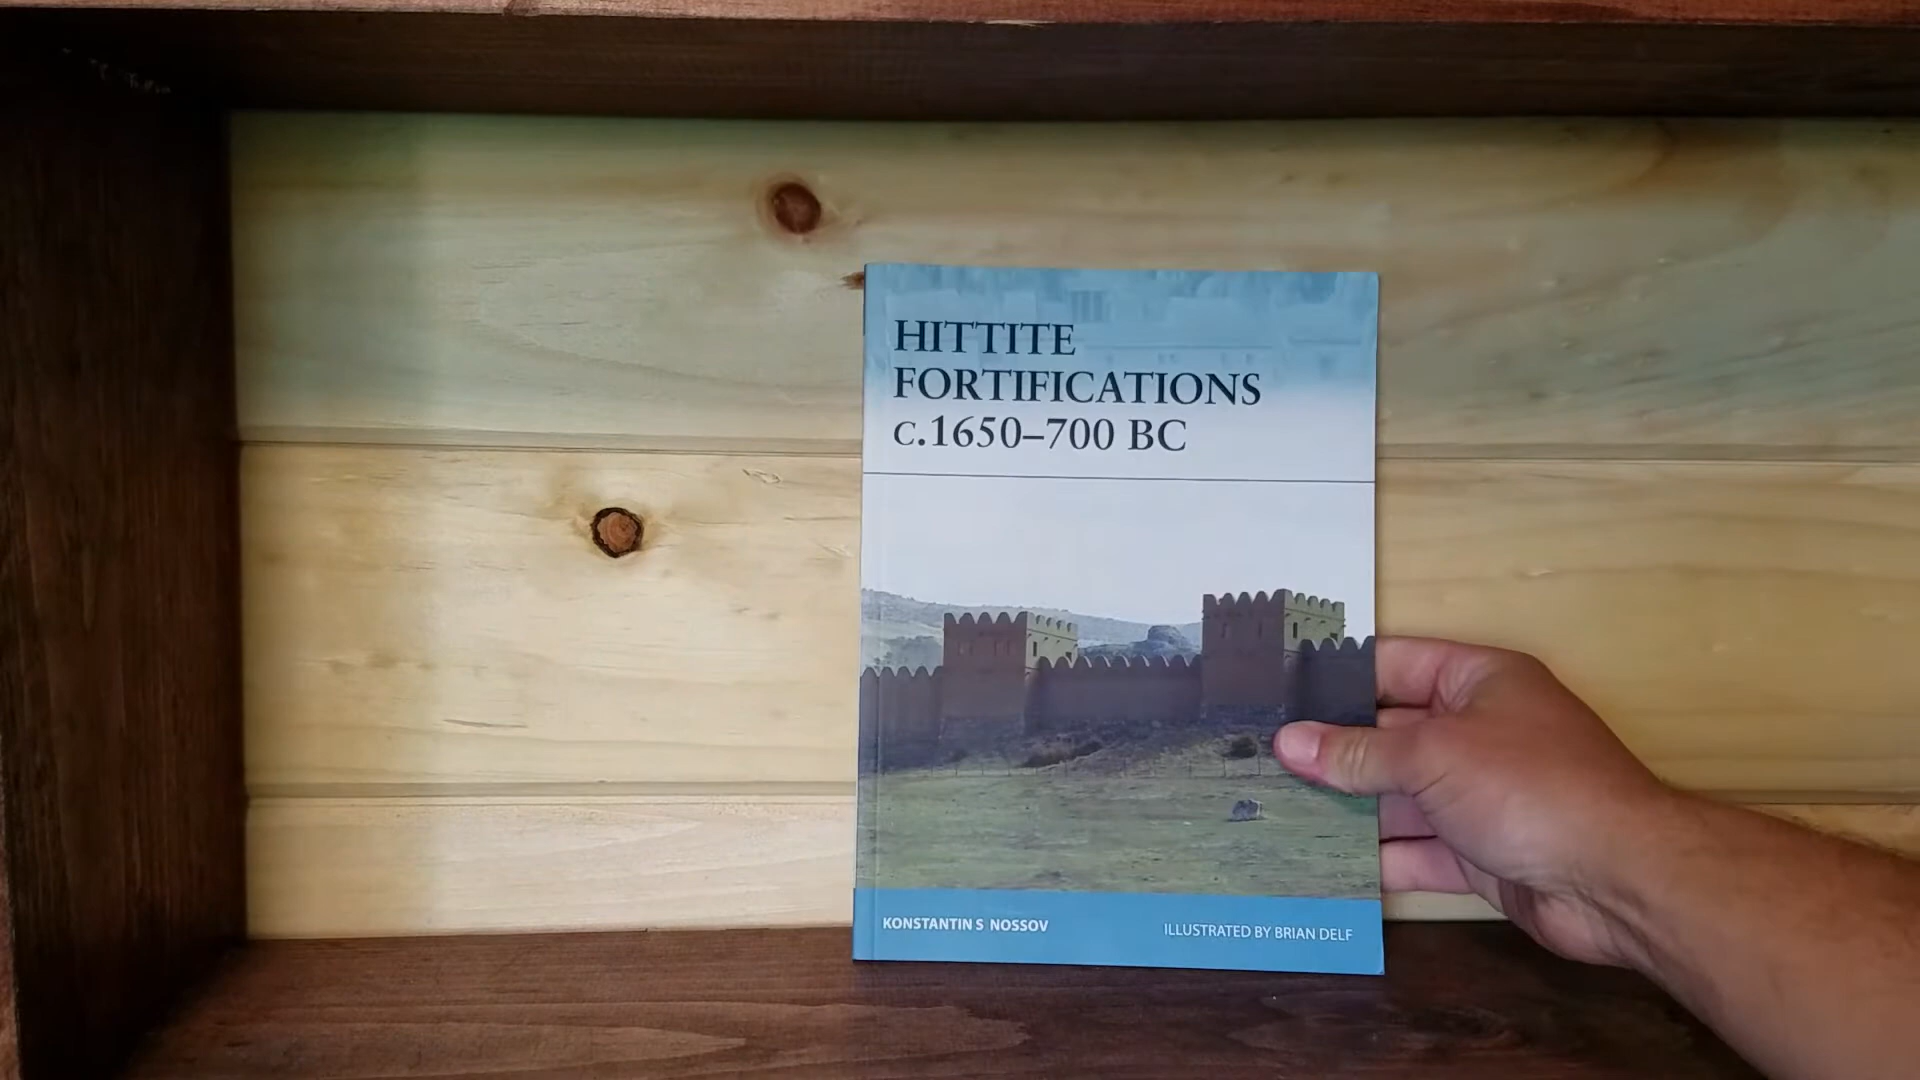 HITTITE
FORTIFICATIONS
C.1650–700 BC
KONSTANTIN S NOSSOV
ILLUSTRATED BY BRIAN DELF